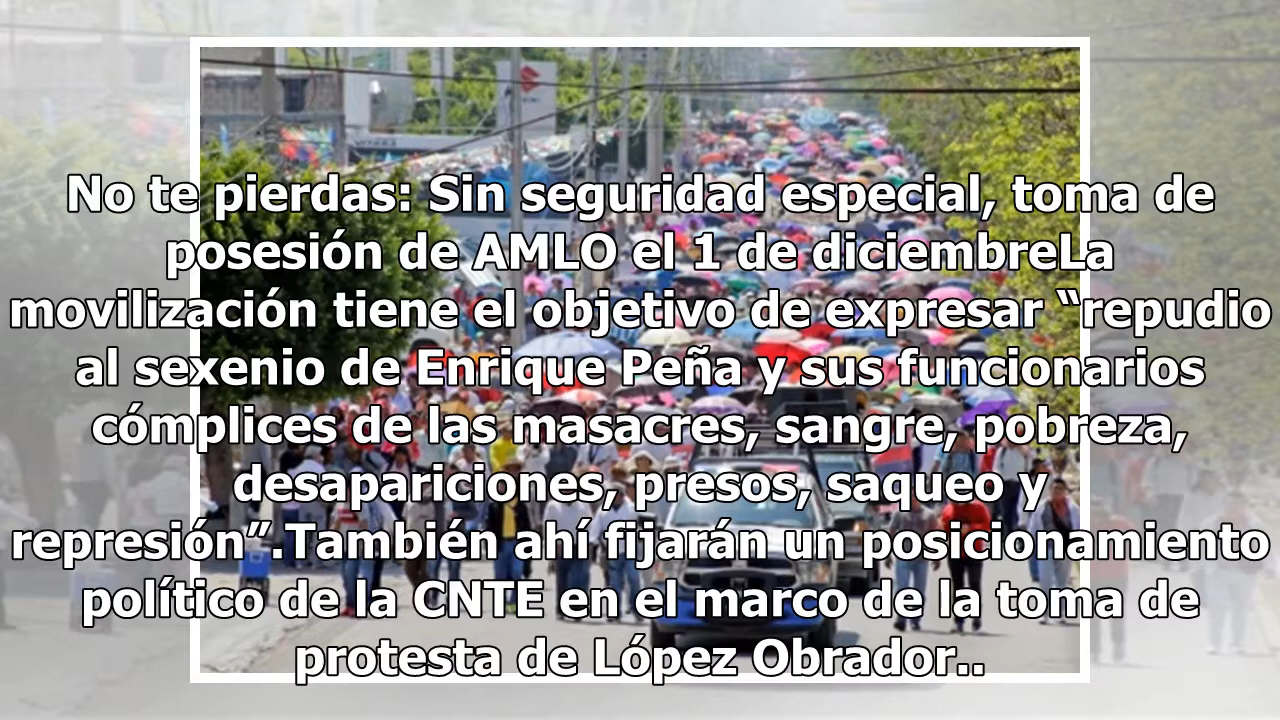 No te pierdas: Sin seguridad especial, toma de
posesión de AMLO el 1 de diciembreLa
movilización tiene el objetivo de expresar “repudio
al sexenio de Enrique Peña y sus funcionarios
cómplices de las masacres, sangre, pobreza,
desapariciones, presos, saqueo y
represión”.También ahí fijarán un posicionamiento
político de la CNTE en el marco de la toma de
protesta de López Obrador..